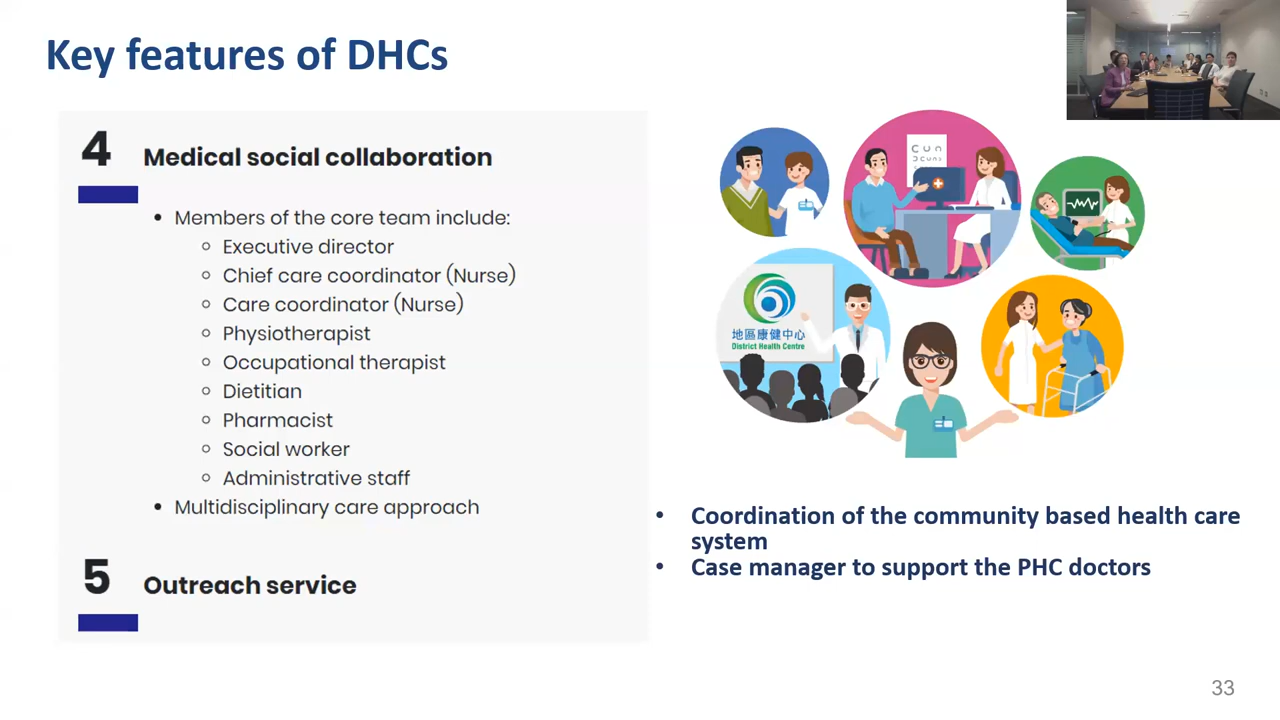 Key features of DHCs
4
Medical social collaboration
• Members of the core team include:
Executive director
Chief care coordinator (Nurse)
Care coordinator (Nurse)
Physiotherapist
Occupational therapist
Dietitian
Pharmacist
Social worker
Administrative staff
• Multidisciplinary care approach
5
Outreach service
地區康健中心
District Health Centre
• Coordination of the community based health care
system
• Case manager to support the PHC doctors
33